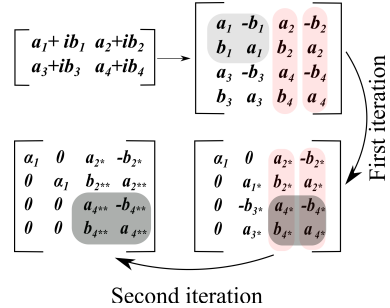 a₁+ ib₁ a₂+ib₂
a₃+ib₃ a₄+ib₄
a₁ -b₁ a₂ -b₂
b₁ a₁ b₂ a₂
a₃ -b₃ a₄ -b₄
b₃ a₃ b₄ a₄
First iteration
α₁ 0 a₂* -b₂*
0 a₁* b₂* a₂*
0 -b₃* a₄* -b₄*
0 a₃* b₄* a₄*
Second iteration
α₁ 0 a₂* -b₂*
0 α₁ b₂** a₂**
0 0 a₄** -b₄**
0 0 b₄** a₄**